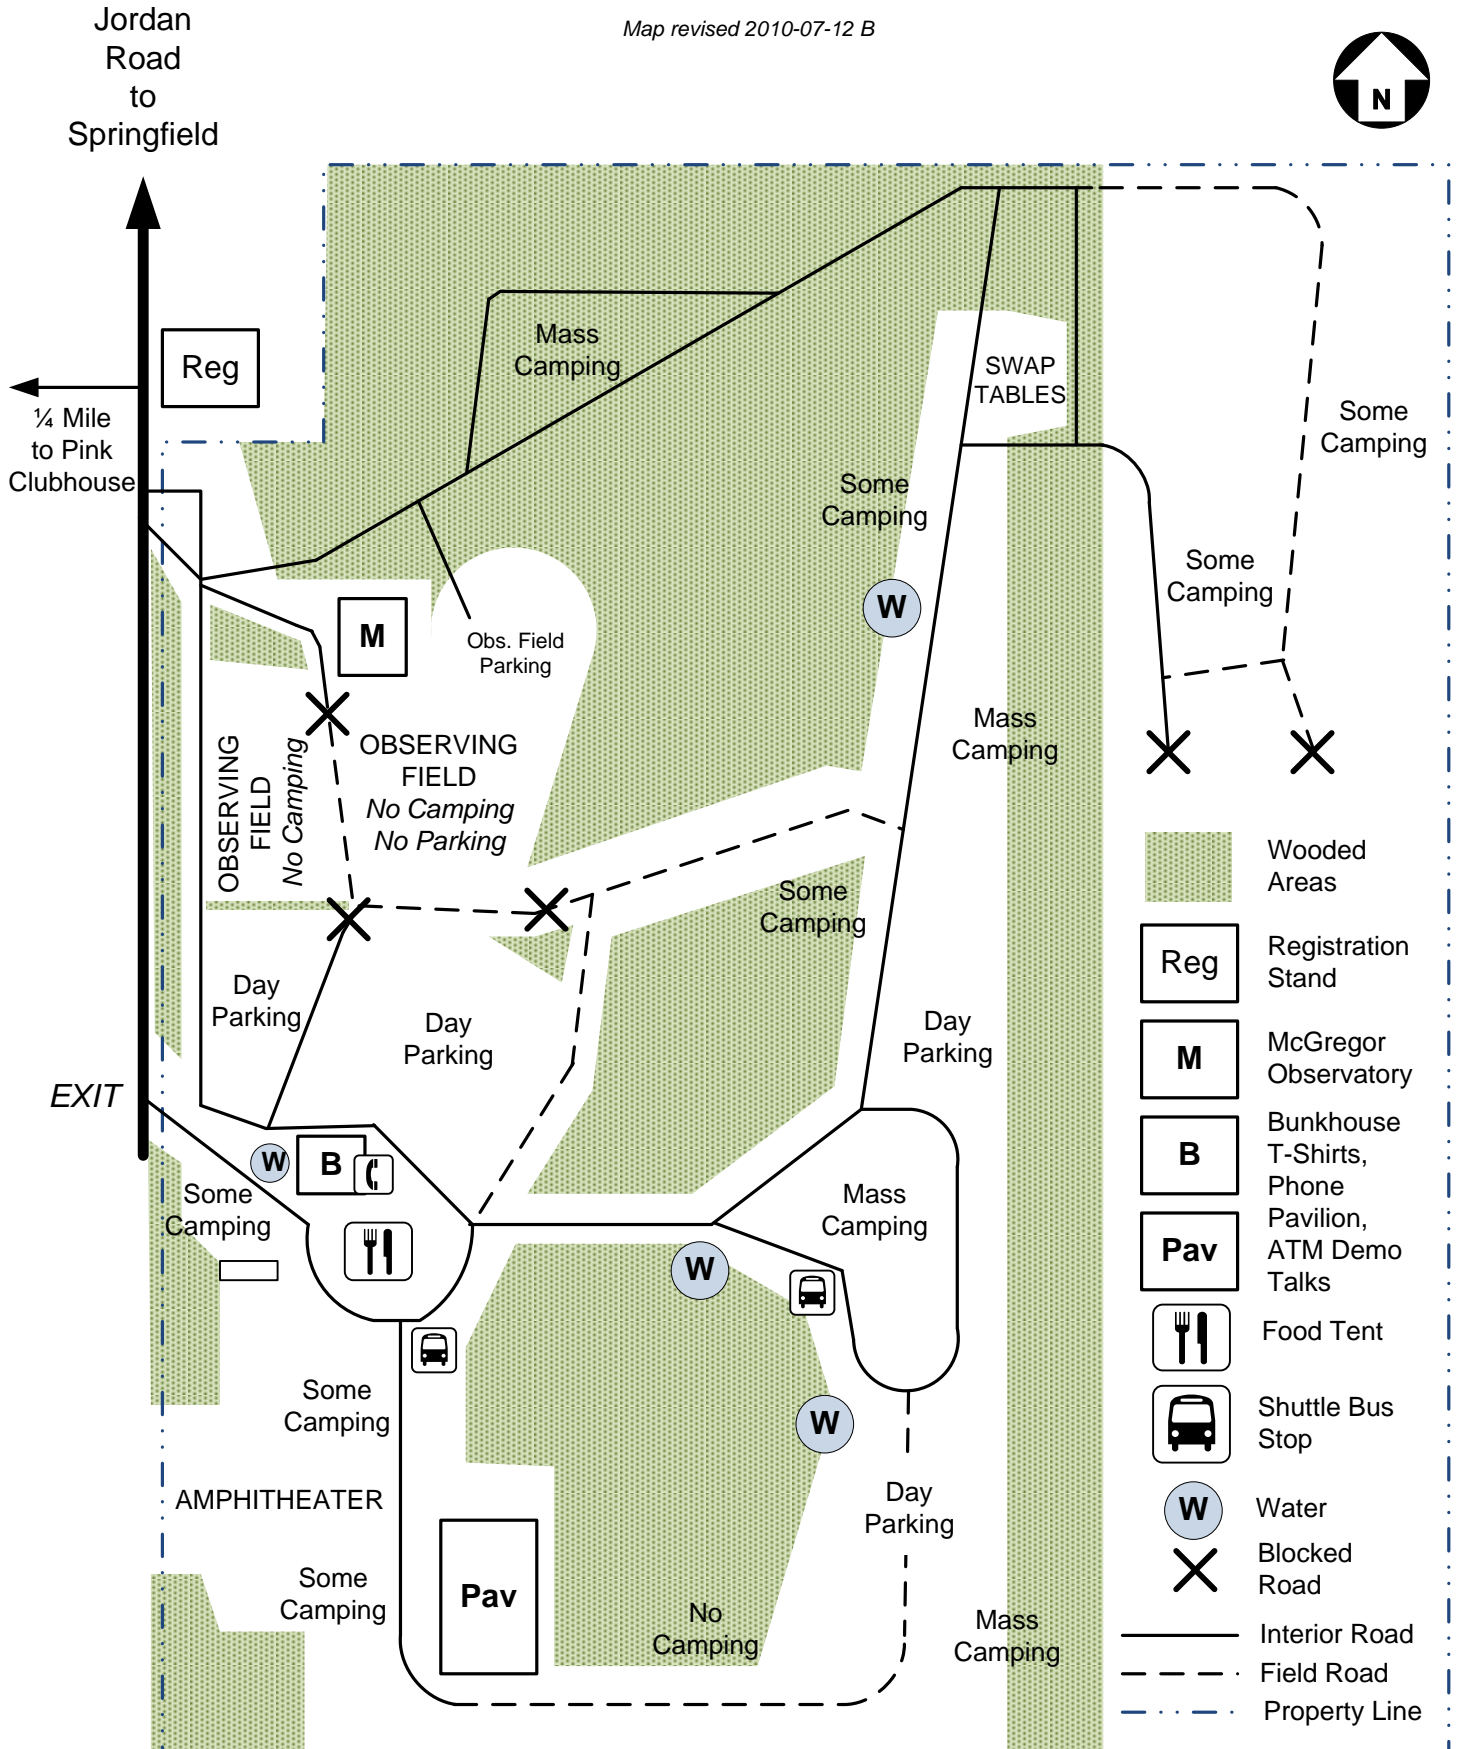 Jordan
Road
to
Springfield
Map revised 2010-07-12 B
N
Reg
¼ Mile
to Pink
Clubhouse
Mass
Camping
SWAP
TABLES
Some
Camping
Some
Camping
Some
Camping
W
M
Obs. Field
Parking
OBSERVING
FIELD
No Camping
OBSERVING
FIELD
No Camping
No Parking
Mass
Camping
Some
Camping
Day
Parking
Day
Parking
Day
Parking
EXIT
W
B
Some
Camping
Mass
Camping
W
Some
Camping
W
AMPHITHEATER
Day
Parking
Some
Camping
Pav
No
Camping
Mass
Camping
Wooded
Areas
Reg
Registration
Stand
M
McGregor
Observatory
B
Bunkhouse
T-Shirts,
Phone
Pav
Pavilion,
ATM Demo
Talks
Food Tent
Shuttle Bus
Stop
W
Water
Blocked
Road
Interior Road
Field Road
Property Line